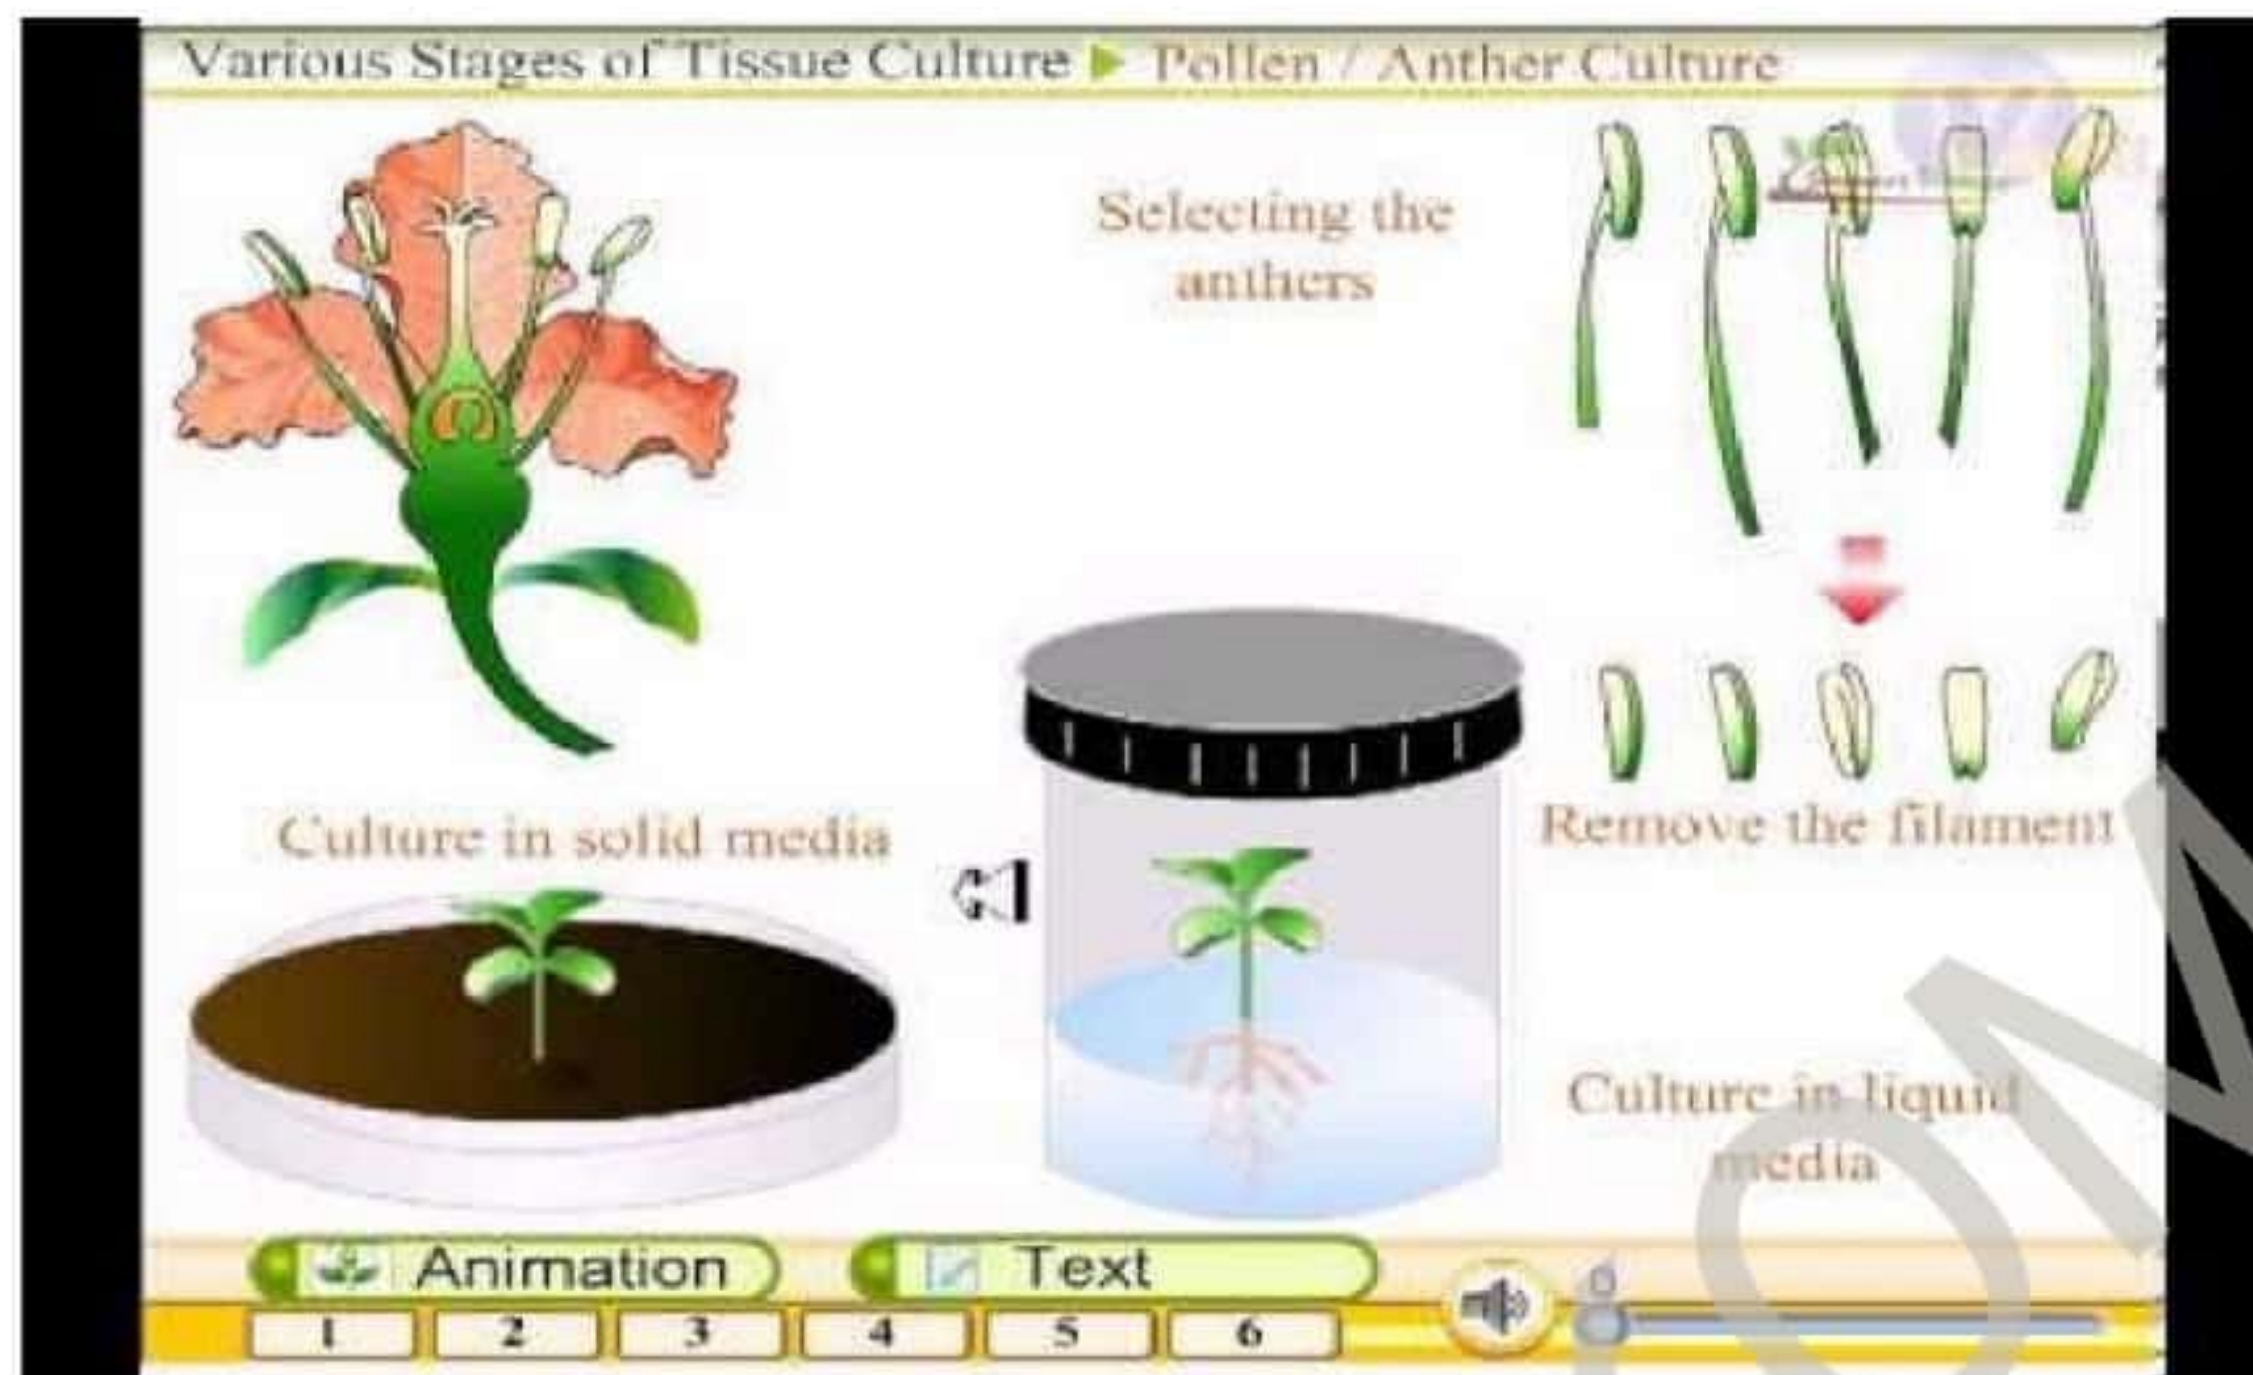 Various Stages of Tissue Culture Pollen / Anther Culture
Selecting the
anthers
Remove the filament
Culture in solid media
Culture in liquid
media
Animation
Text
1 2 3 4 5 6